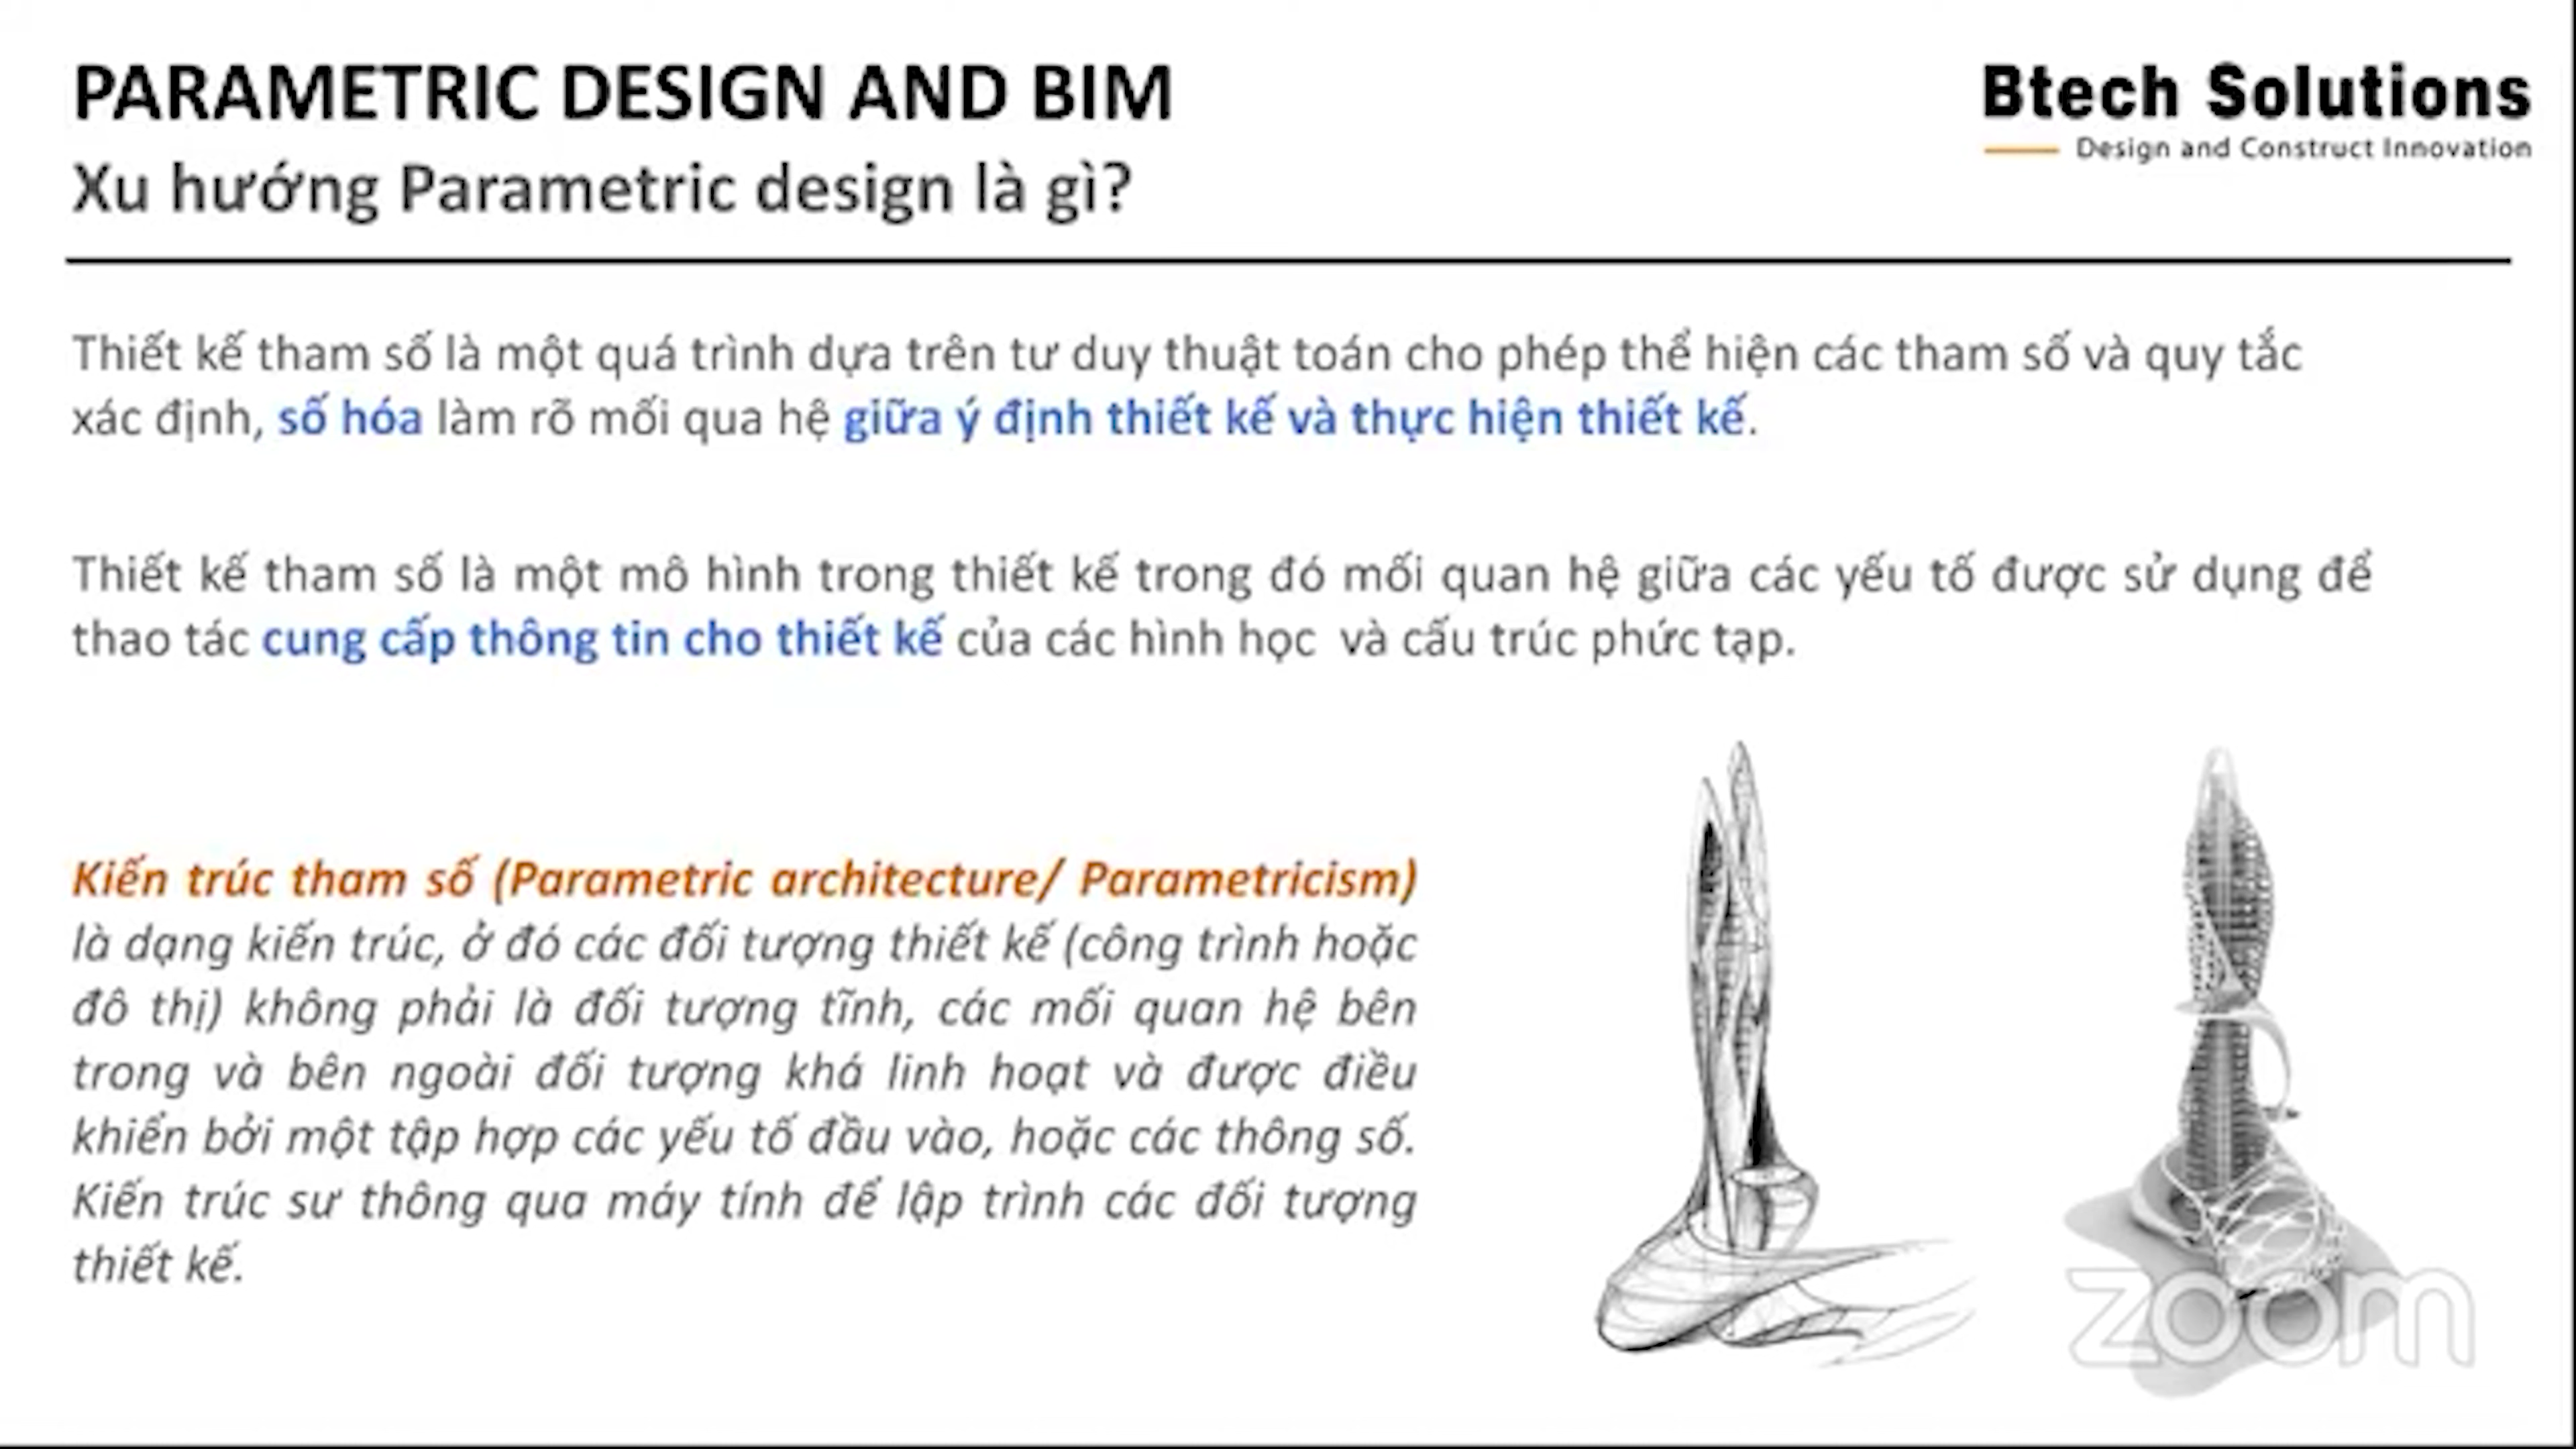 PARAMETRIC DESIGN AND BIM
Xu hướng Parametric design là gì?
Btech Solutions
Design and Construct Innovation
Thiết kế tham số là một quá trình dựa trên tư duy thuật toán cho phép thể hiện các tham số và quy tắc
xác định, số hóa làm rõ mối qua hệ giữa ý định thiết kế và thực hiện thiết kế.
Thiết kế tham số là một mô hình trong thiết kế trong đó mối quan hệ giữa các yếu tố được sử dụng để
thao tác cung cấp thông tin cho thiết kế của các hình học và cấu trúc phức tạp.
Kiến trúc tham số (Parametric architecture/ Parametricism)
là dạng kiến trúc, ở đó các đối tượng thiết kế (công trình hoặc
đô thị) không phải là đối tượng tĩnh, các mối quan hệ bên
trong và bên ngoài đối tượng khá linh hoạt và được điều
khiển bởi một tập hợp các yếu tố đầu vào, hoặc các thông số.
Kiến trúc sư thông qua máy tính để lập trình các đối tượng
thiết kế.
zoom